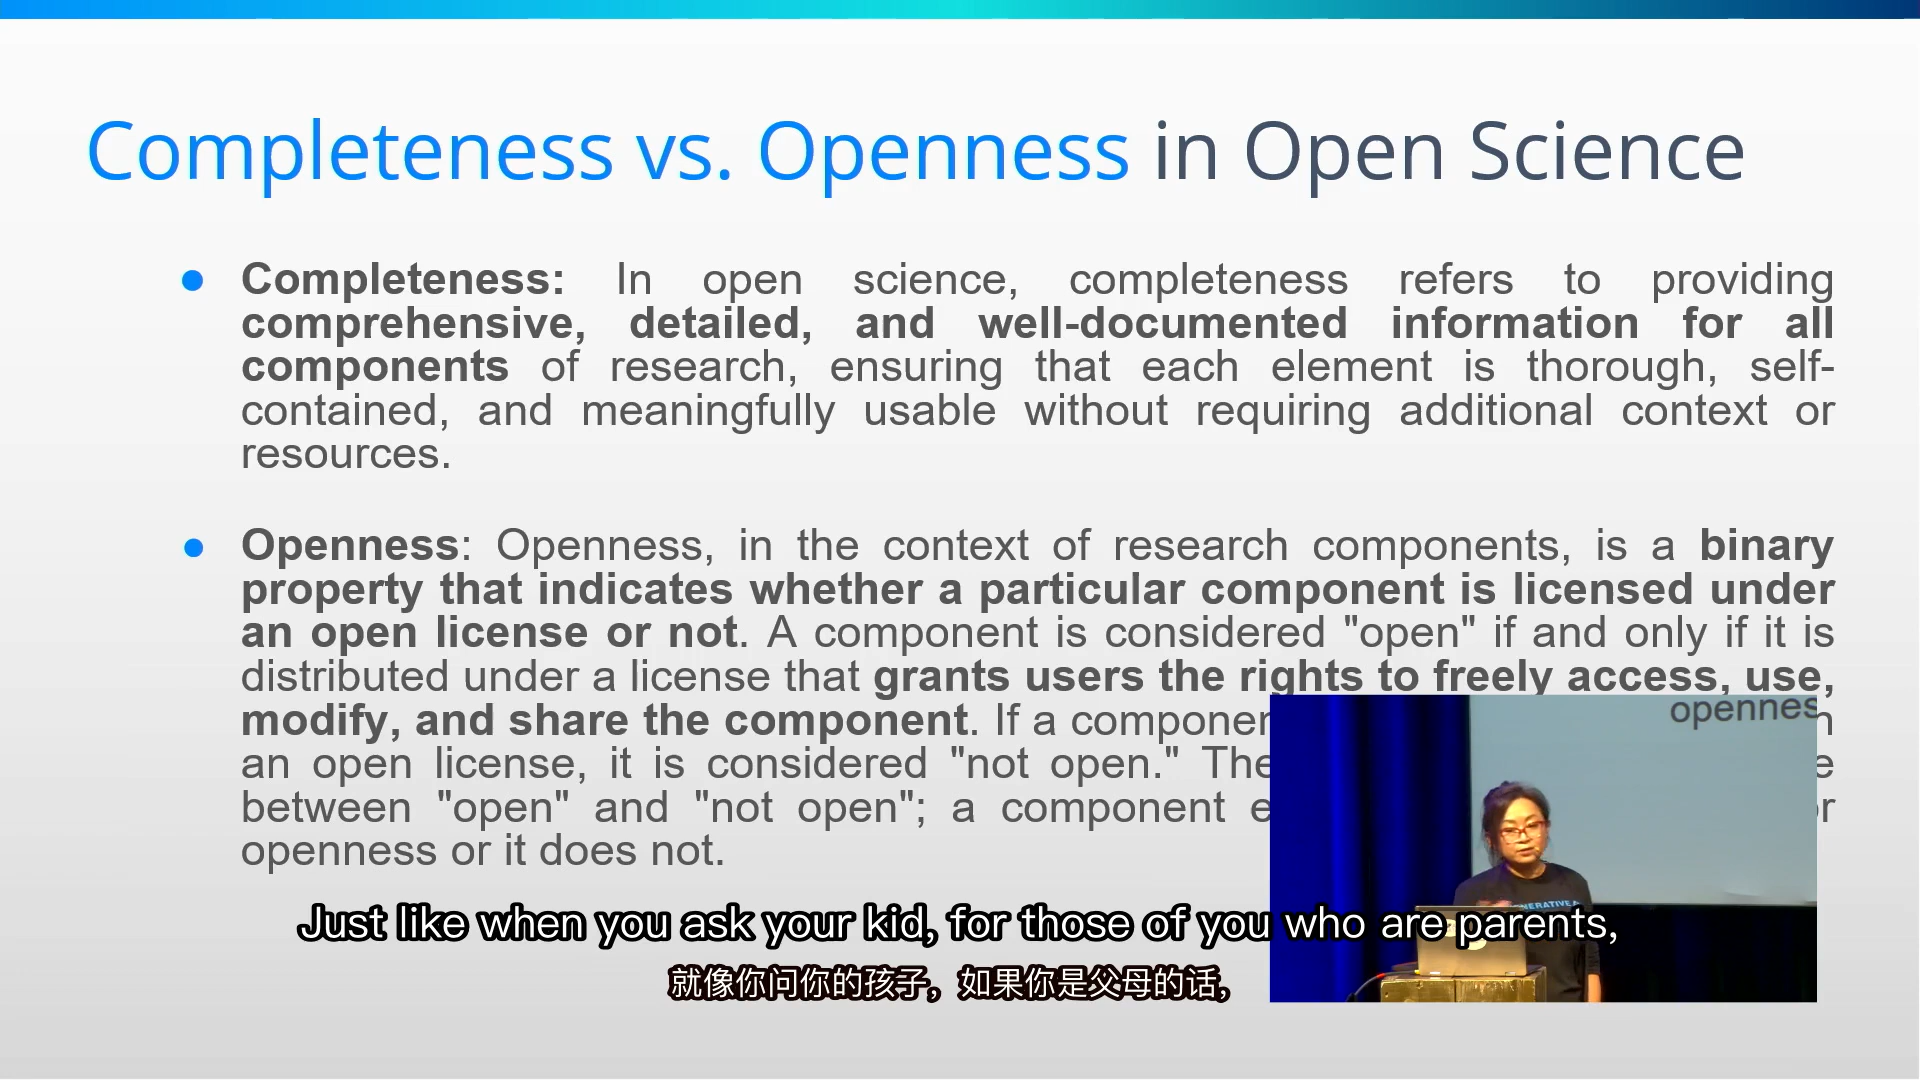 Completeness vs. Openness in Open Science
● Completeness: In open science, completeness refers to providing
comprehensive, detailed, and well-documented information for all
components of research, ensuring that each element is thorough, self-
contained, and meaningfully usable without requiring additional context or
resources.
● Openness: Openness, in the context of research components, is a binary
property that indicates whether a particular component is licensed under
an open license or not. A component is considered "open" if and only if it is
distributed under a license that grants users the rights to freely access, use,
modify, and share the component. If a
an open license, it is considered "not open."
between "open" and "not open"; a component
openness or it does not.
opennes
Just like when you ask your kid, for those of you who are parents,
就像你问你的孩子，如果你是父母的话，